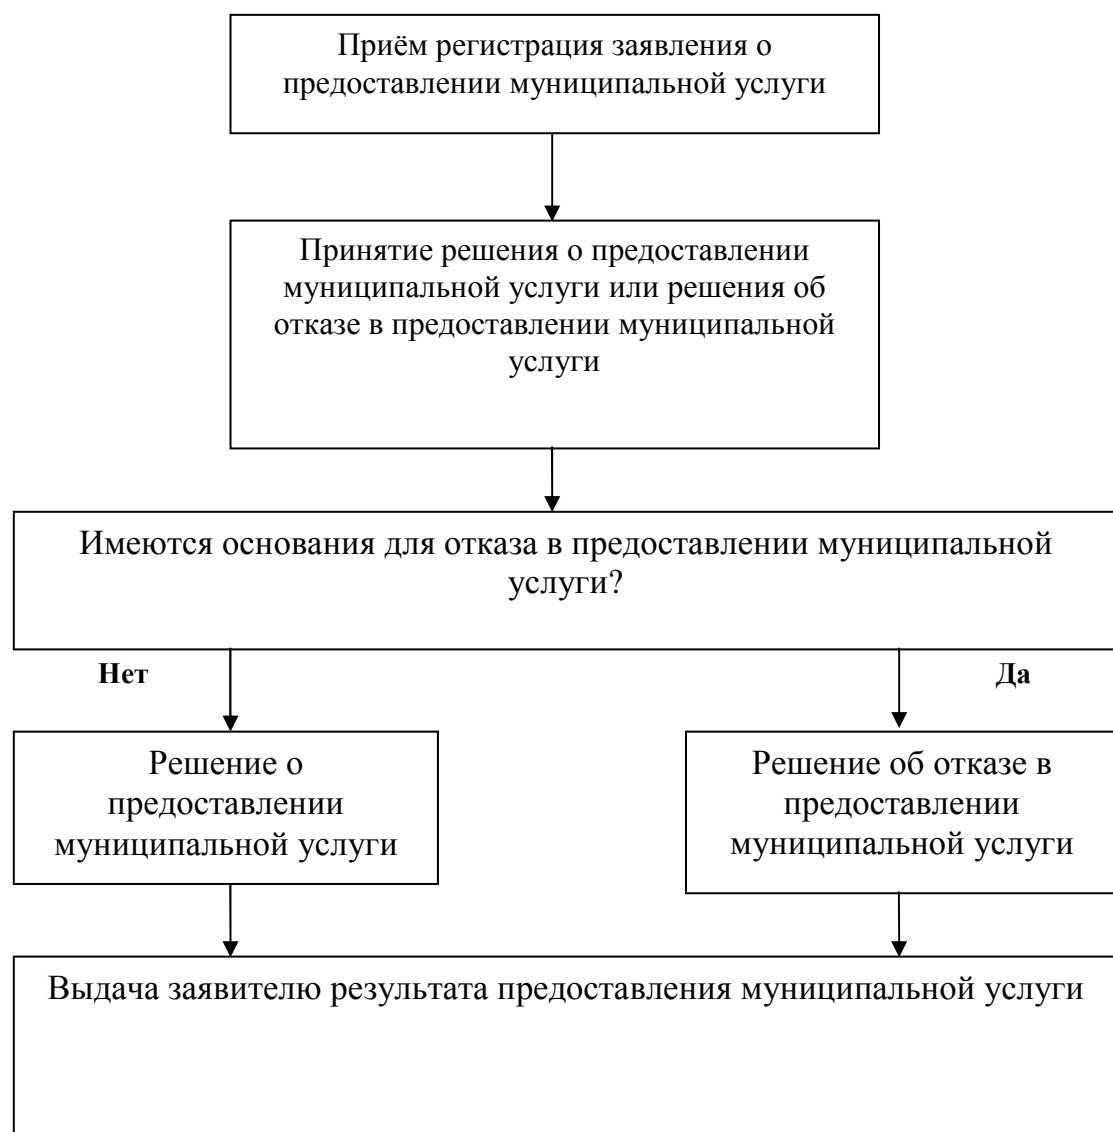 Приём регистрация заявления о
предоставлении муниципальной услуги
Принятие решения о предоставлении
муниципальной услуги или решения об
отказе в предоставлении муниципальной
услуги
Имеются основания для отказа в предоставлении муниципальной
услуги?
Нет
Да
Решение о
предоставлении
муниципальной услуги
Решение об отказе в
предоставлении
муниципальной услуги
Выдача заявителю результата предоставления муниципальной услуги